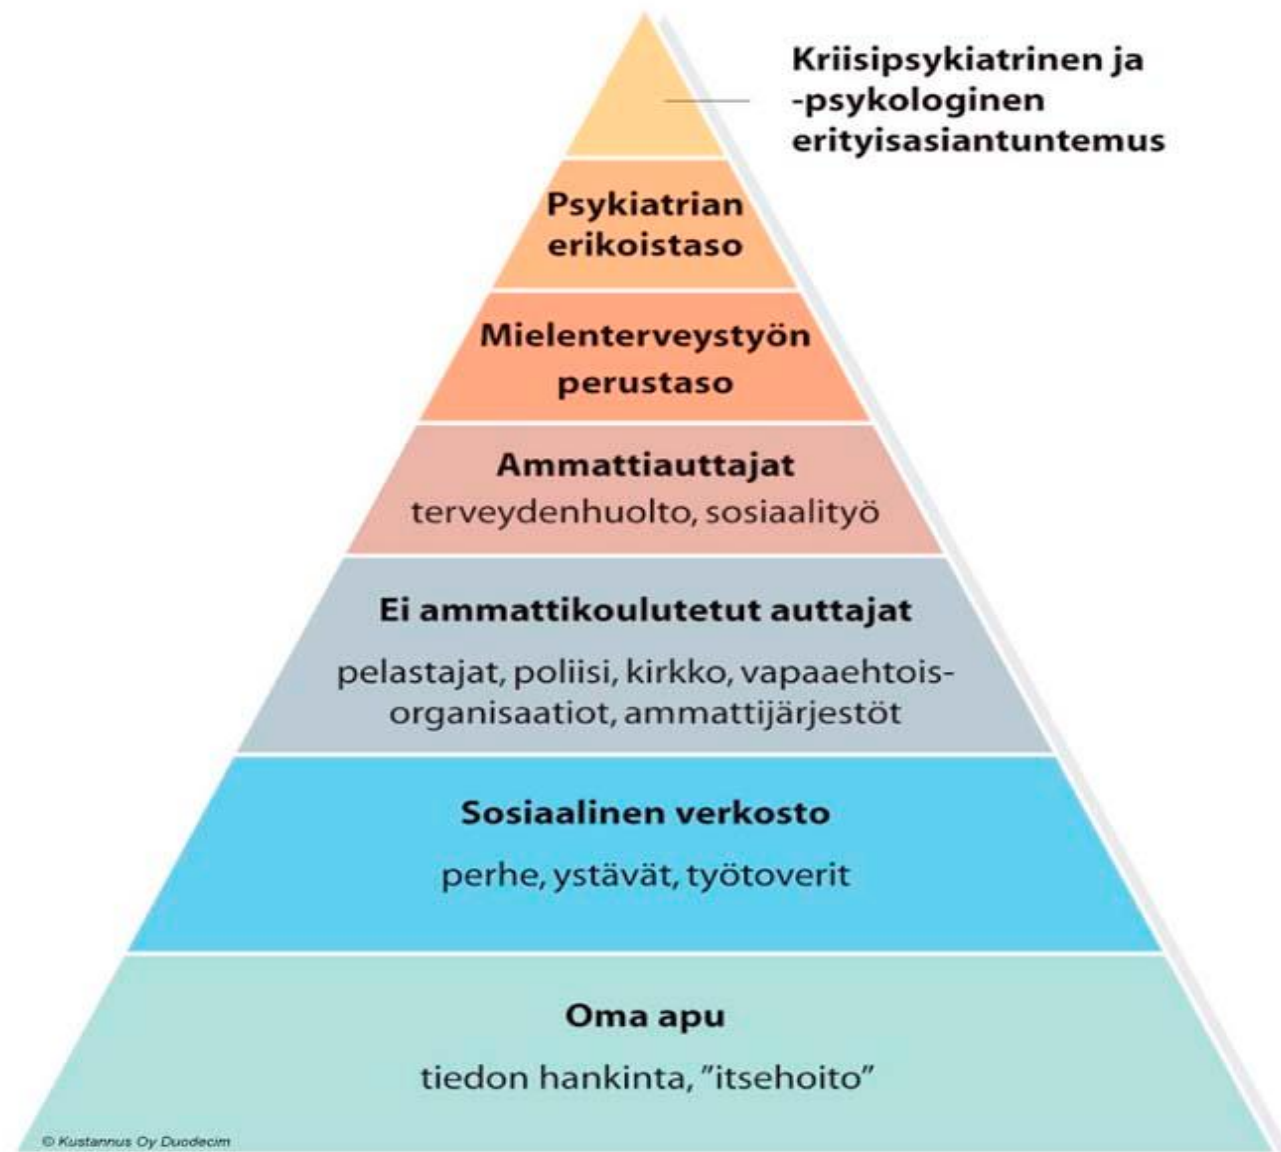 Kriisipsykiatrinen ja
-psykologinen
erityisasiantuntemus
Psykiatrian
erikoistaso
Mielenterveystyön
perustaso
Ammattiauttajat
terveydenhuolto, sosiaalityö
Ei ammattikoulutetut auttajat
pelastajat, poliisi, kirkko, vapaaehtois-
organisaatiot, ammattijärjestöt
Sosiaalinen verkosto
perhe, ystävät, työtoverit
Oma apu
tiedon hankinta, ”itsehoito”
© Kustannus Oy Duodecim